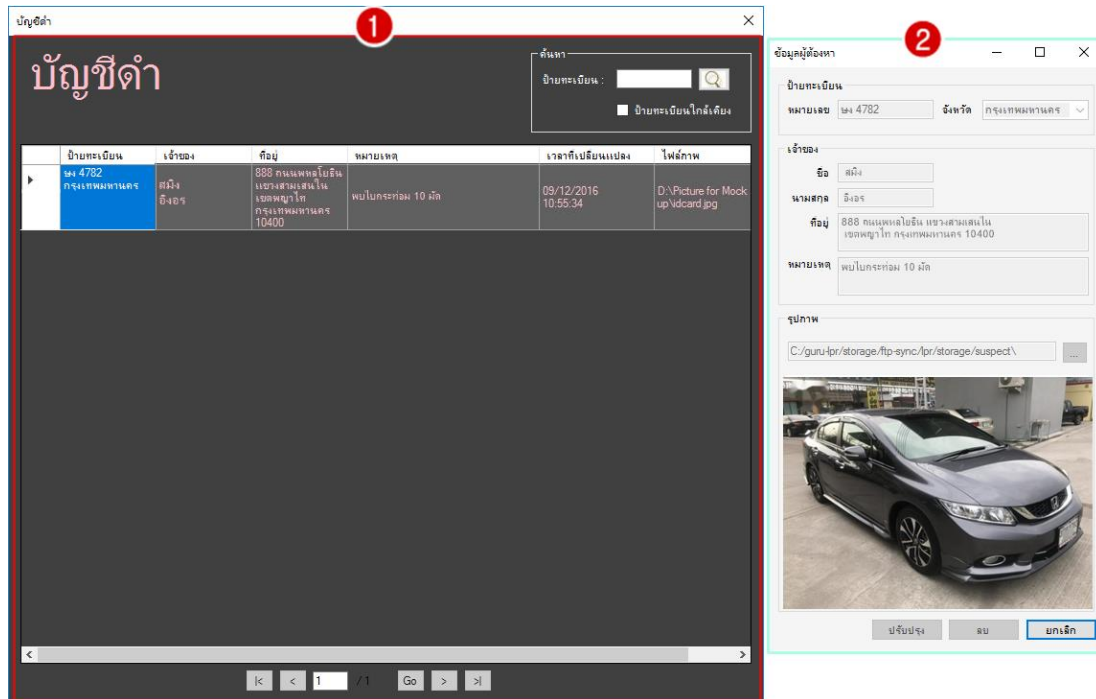 บัญชีดำ
1
บัญชีดำ
ค้นหา
ป้ายทะเบียน :
ป้ายทะเบียนใกล้เคียง
ป้ายทะเบียน เจ้าของ ที่อยู่ หมายเหตุ เวลาที่เปลี่ยนแปลง ไฟล์ภาพ
ษง 4782
กรุงเทพมหานคร
สมิง
อิงอร
888 ถนนพหลโยธิน
แขวงสามเสนใน
เขตพญาไท
กรุงเทพมหานคร
10400
พบใบกระท่อม 10 มัด
09/12/2016
10:55:34
D:\Picture for Mock
up\idcard.jpg
|< < 1 / 1 Go > >|
2
ข้อมูลผู้ต้องหา
ป้ายทะเบียน
หมายเลข ษง 4782 จังหวัด กรุงเทพมหานคร
เจ้าของ
ชื่อ สมิง
นามสกุล อิงอร
ที่อยู่ 888 ถนนพหลโยธิน แขวงสามเสนใน
เขตพญาไท กรุงเทพมหานคร 10400
หมายเหตุ พบใบกระท่อม 10 มัด
รูปภาพ
C:/guru-lpr/storage/ftp-sync/lpr/storage/suspect\ ...
ปรับปรุง ลบ ยกเลิก